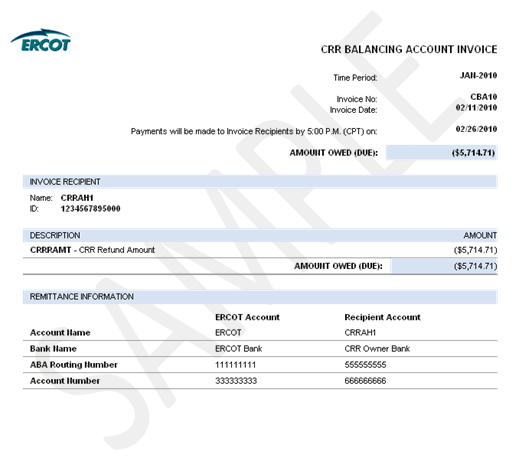 ERCOT
CRR BALANCING ACCOUNT INVOICE
Time Period: JAN-2010
Invoice No: CBA10
Invoice Date: 02/11/2010
Payments will be made to Invoice Recipients by 5:00 P.M. (CPT) on: 02/26/2010
AMOUNT OWED (DUE): ($5,714.71)
INVOICE RECIPIENT
Name: CRRAH1
ID: 1234567895000
DESCRIPTION AMOUNT
CRRRAMT - CRR Refund Amount ($5,714.71)
AMOUNT OWED (DUE): ($5,714.71)
REMITTANCE INFORMATION
ERCOT Account Recipient Account
Account Name ERCOT CRRAH1
Bank Name ERCOT Bank CRR Owner Bank
ABA Routing Number 111111111 555555555
Account Number 333333333 666666666
SAMPLE